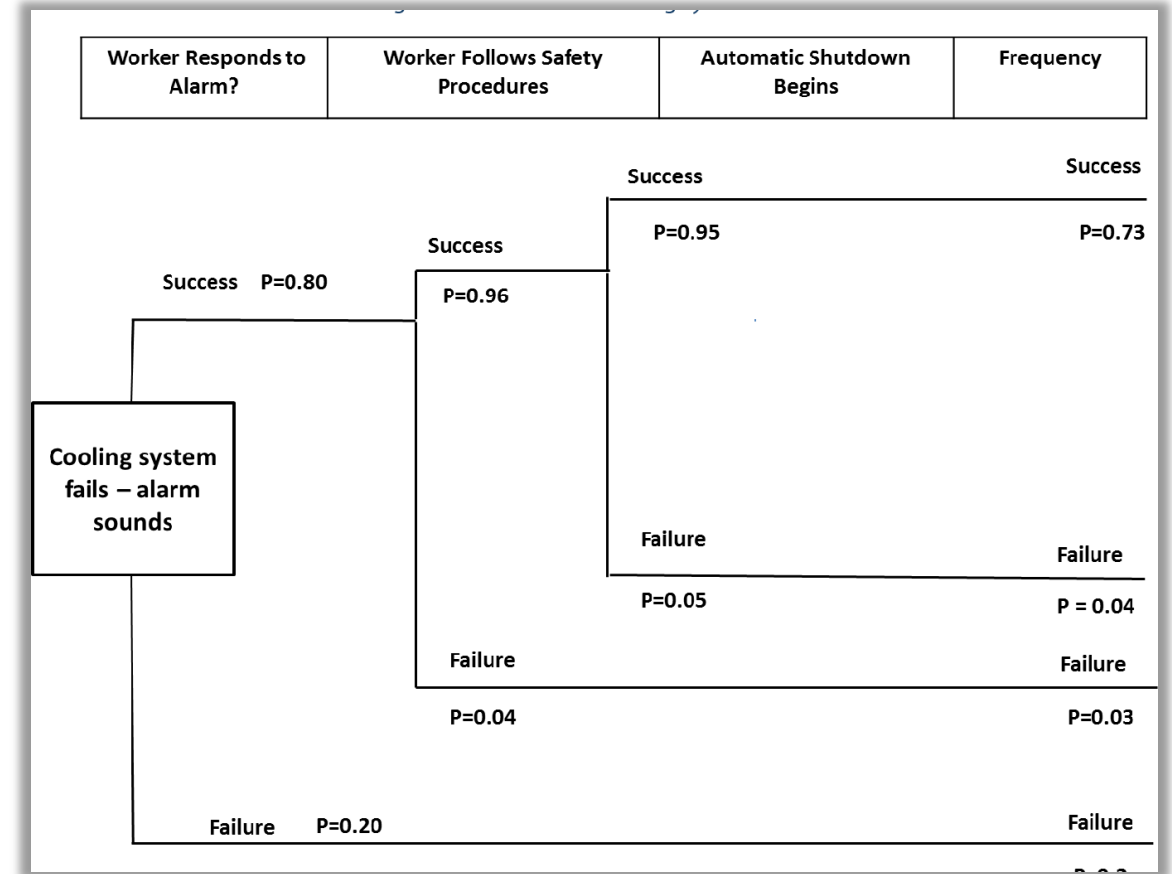 Worker Responds to
Alarm?
Worker Follows Safety
Procedures
Automatic Shutdown
Begins
Frequency
Success
Success
P=0.95
P=0.73
Success
Success P=0.80
P=0.96
Cooling system
fails – alarm
sounds
Failure
Failure
P=0.05
P = 0.04
Failure
Failure
P=0.04
P=0.03
Failure P=0.20
Failure